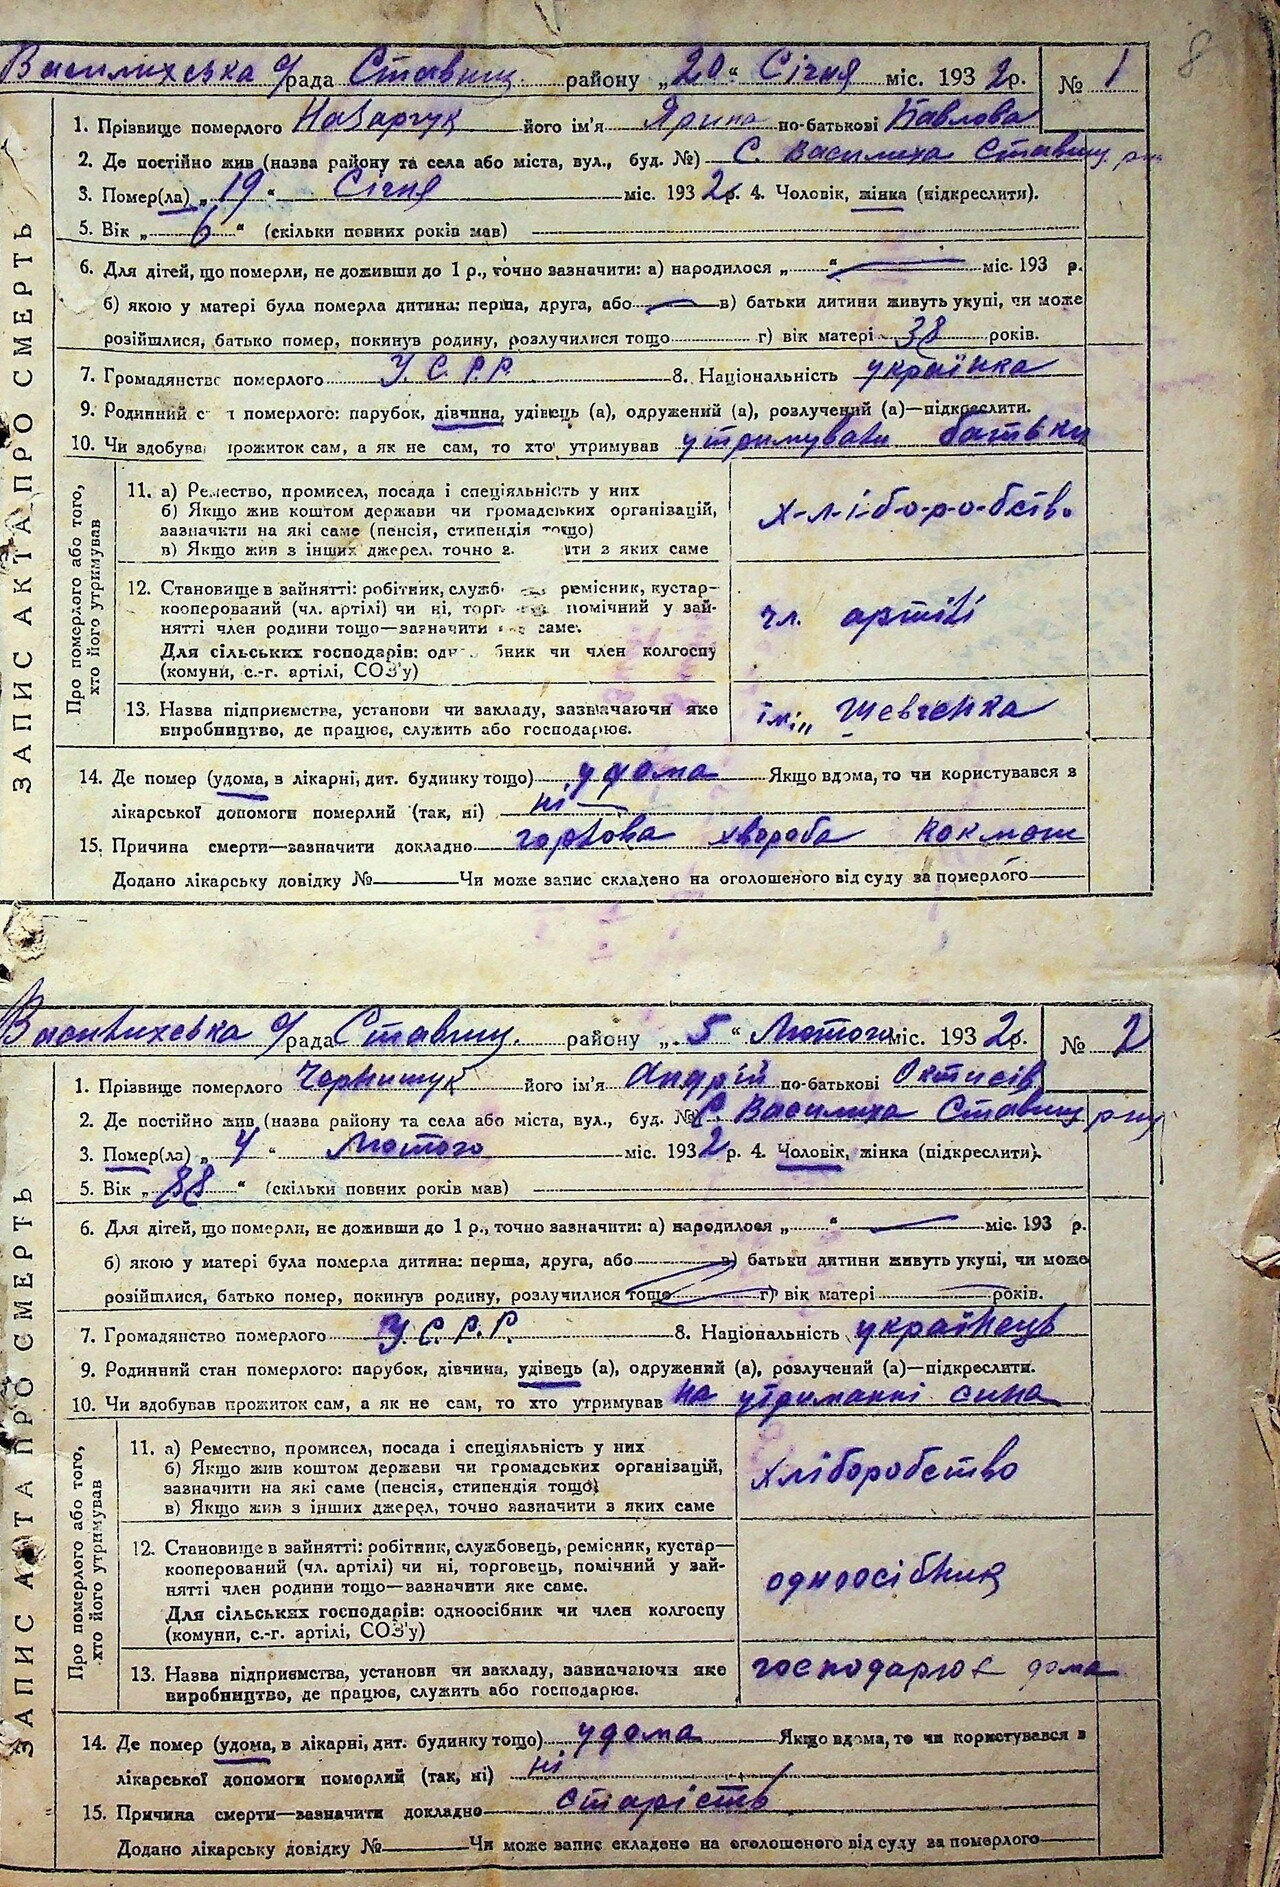 8
Василихська с/рада Ставищ. району „20“ Січня міс. 1932р. № 1
ЗАПИС АКТА ПРО СМЕРТЬ
1. Прізвище померлого Назарчук його ім'я Ярина по-батькові Павлова
2. Де постійно жив (назва району та села або міста, вул., буд. №) С. Василиха Ставищ р-ну
3. Помер(ла) „19“ Січня міс. 1932р. 4. Чоловік, жінка (підкреслити).
5. Вік „6“ (скільки повних років мав)
6. Для дітей, що померли, не доживши до 1 р., точно зазначити: а) народилося „ “ міс. 193 р.
б) якою у матері була померла дитина: перша, друга, або в) батьки дитини живуть укупі, чи може
розійшлися, батько помер, покинув родину, розлучилися тощо г) вік матері 38 років.
7. Громадянство померлого У.С.Р.Р. 8. Національність українка
9. Родинний с н померлого: парубок, дівчина, удівець (а), одружений (а), розлучений (а)—підкреслити.
10. Чи здобува прожиток сам, а як не сам, то хто утримував утримували батьки
Про померлого або того,
хто його утримував
11. а) Ремество, промисел, посада і спеціяльність у них
б) Якщо жив коштом держави чи громадських організацій,
зазначити на які саме (пенсія, стипендія тощо)
в) Якщо жив з інших джерел, точно з ити з яких саме
х-л-і-б-о-р-о-бство
12. Становище в зайнятті: робітник, служб ремісник, кустар—
кооперований (чл. артілі) чи ні, торг помічний у зай-
нятті член родини тощо—зазначити яке саме.
Для сільських господарів: одн бник чи член колгоспу
(комуни, с.-г. артілі, СОЗ'у)
чл. артілі
13. Назва підприємства, установи чи закладу, зазначаючи яке
виробництво, де працює, служить або господарює.
ім. „Шевченка
14. Де помер (удома, в лікарні, дит. будинку тощо) удома Якщо вдома, то чи користувався з
лікарської допомоги померлий (так, ні) ні
15. Причина смерти—зазначити докладно горлова хвороба кокмош
Додано лікарську довідку № Чи може запис складено на оголошеного від суду за померлого
Василихська с/рада Ставищ. району „5“ Лютого міс. 1932р. № 2
ЗАПИС АКТА ПРО СМЕРТЬ
1. Прізвище померлого Чернишук його ім'я Андрій по-батькові Октисів
2. Де постійно жив (назва району та села або міста, вул., буд. № С. Василиха Ставищ р-ну
3. Помер(ла) „4“ Лютого міс. 1932р. 4. Чоловік, жінка (підкреслити).
5. Вік „88“ (скільки повних років мав)
6. Для дітей, що померли, не доживши до 1 р., точно зазначити: а) народилося „ “ міс. 193 р.
б) якою у матері була померла дитина: перша, друга, або в) батьки дитини живуть укупі, чи може
розійшлися, батько помер, покинув родину, розлучилися тощо г) вік матері років.
7. Громадянство померлого У.С.Р.Р. 8. Національність українець
9. Родинний стан померлого: парубок, дівчина, удівець (а), одружений (а), розлучений (а)—підкреслити.
10. Чи вдобував прожиток сам, а як не сам, то хто утримував на утриманні сина
Про померлого або того,
хто його утримував
11. а) Ремество, промисел, посада і спеціяльність у них
б) Якщо жив коштом держави чи громадських організацій,
зазначити на які саме (пенсія, стипендія тощо)
в) Якщо жив з інших джерел, точно зазначити з яких саме
хліборобство
12. Становище в зайнятті: робітник, службовець, ремісник, кустар—
кооперований (чл. артілі) чи ні, торговець, помічний у зай-
нятті член родини тощо—зазначити яке саме.
Для сільських господарів: одноосібник чи член колгоспу
(комуни, с.-г. артілі, СОЗ'у)
одноосібник
13. Назва підприємства, установи чи закладу, зазначаючи яке
виробництво, де працює, служить або господарює.
господарює дома
14. Де помер (удома, в лікарні, дит. будинку тощо) удома Якщо вдома, то чи користувався в
лікарської допомоги померлий (так, ні) ні
15. Причина смерти—зазначити докладно старість
Додано лікарську довідку № Чи може запис складено на оголошеного від суду за померлого